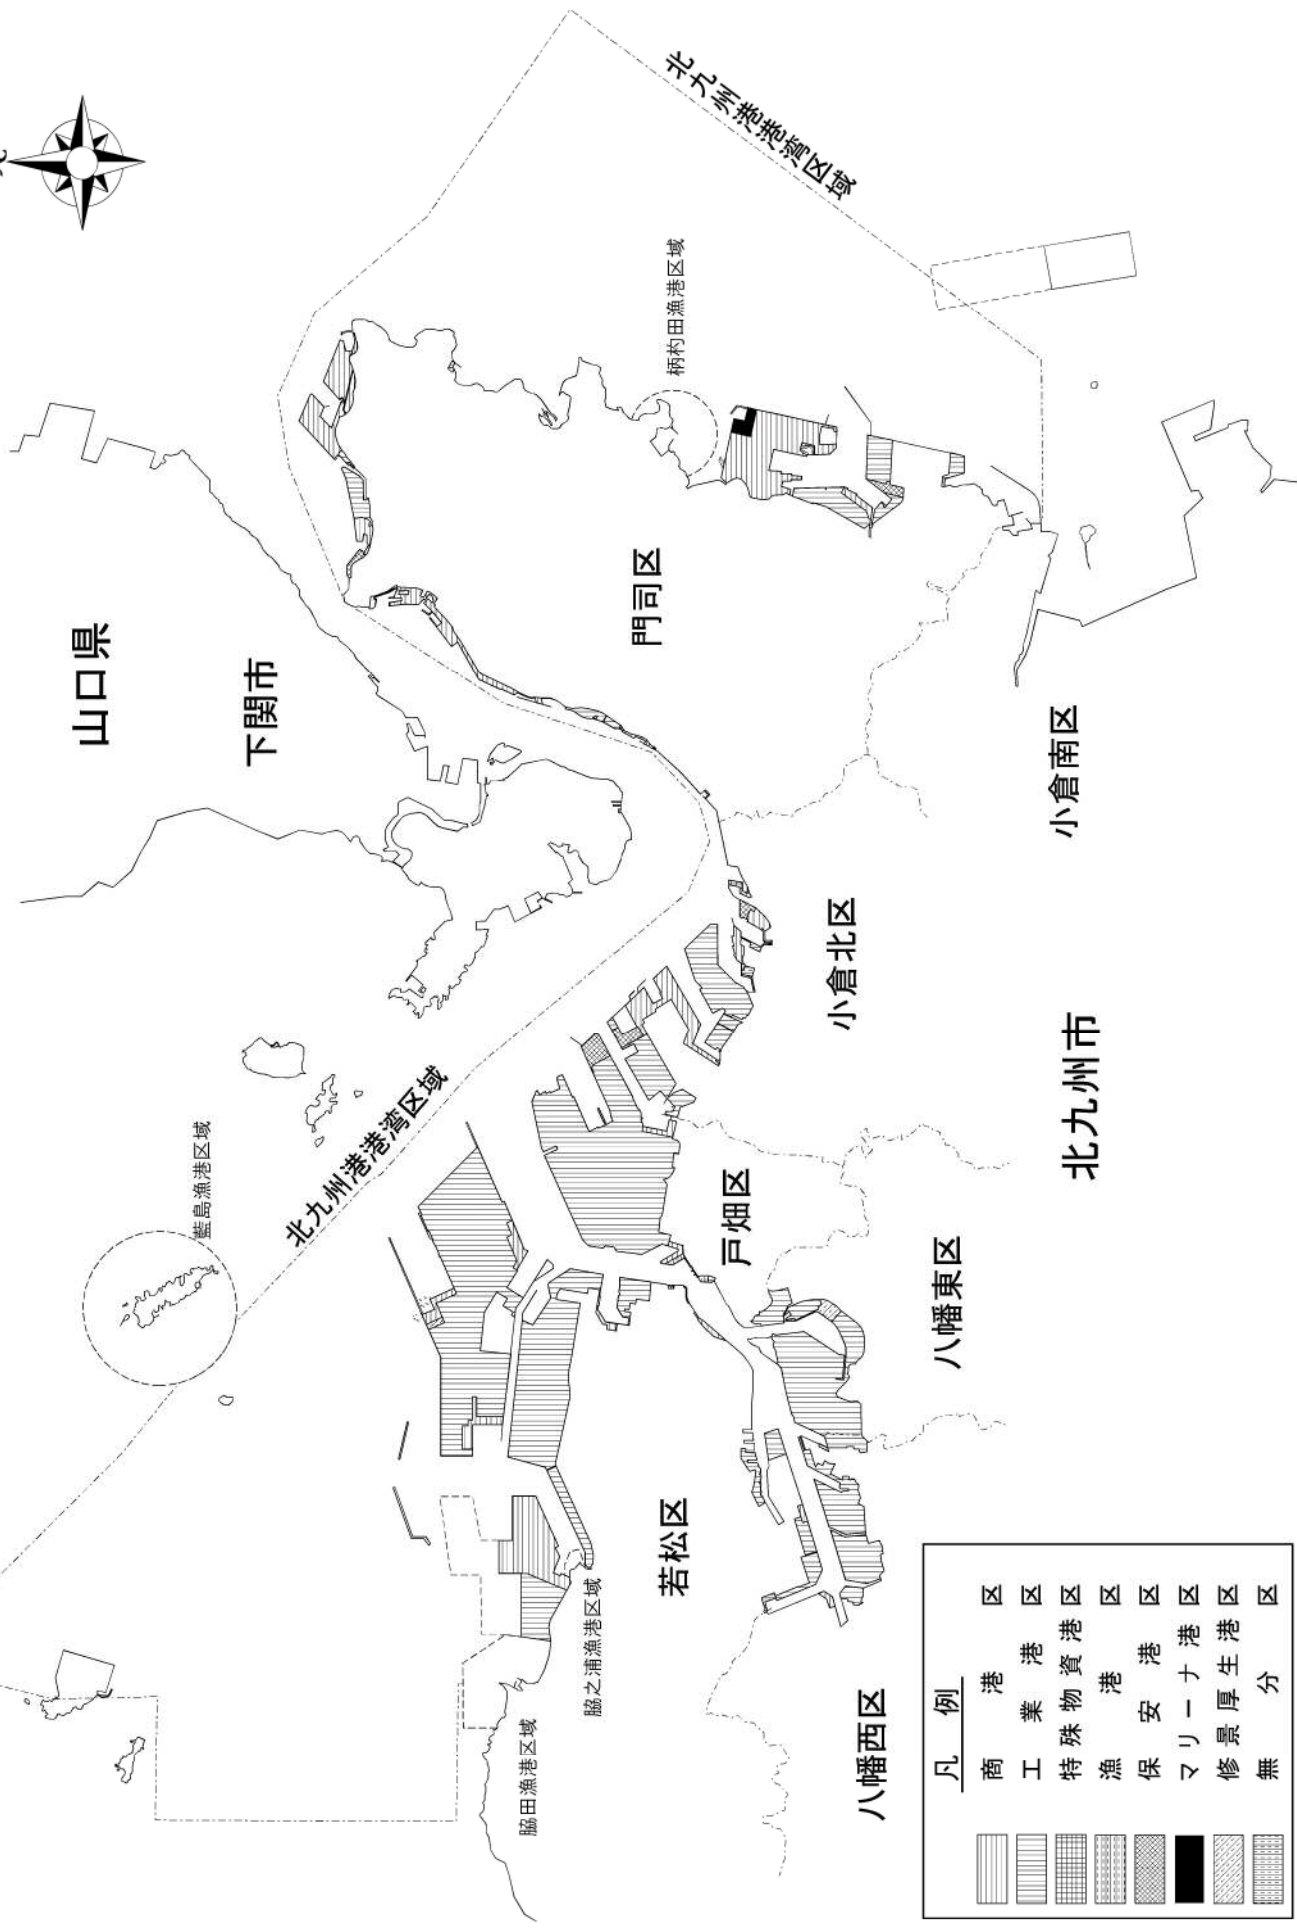 北
山口県
下関市
北九州港港湾区域
柄杓田漁港区域
門司区
藍島漁港区域
北九州港港湾区域
小倉南区
小倉北区
北九州市
戸畑区
八幡東区
若松区
脇之浦漁港区域
脇田漁港区域
八幡西区
凡例
商港区
工業港区
特殊物資港区
漁港区
保安港区
マリーナ港区
修景厚生港区
無分区